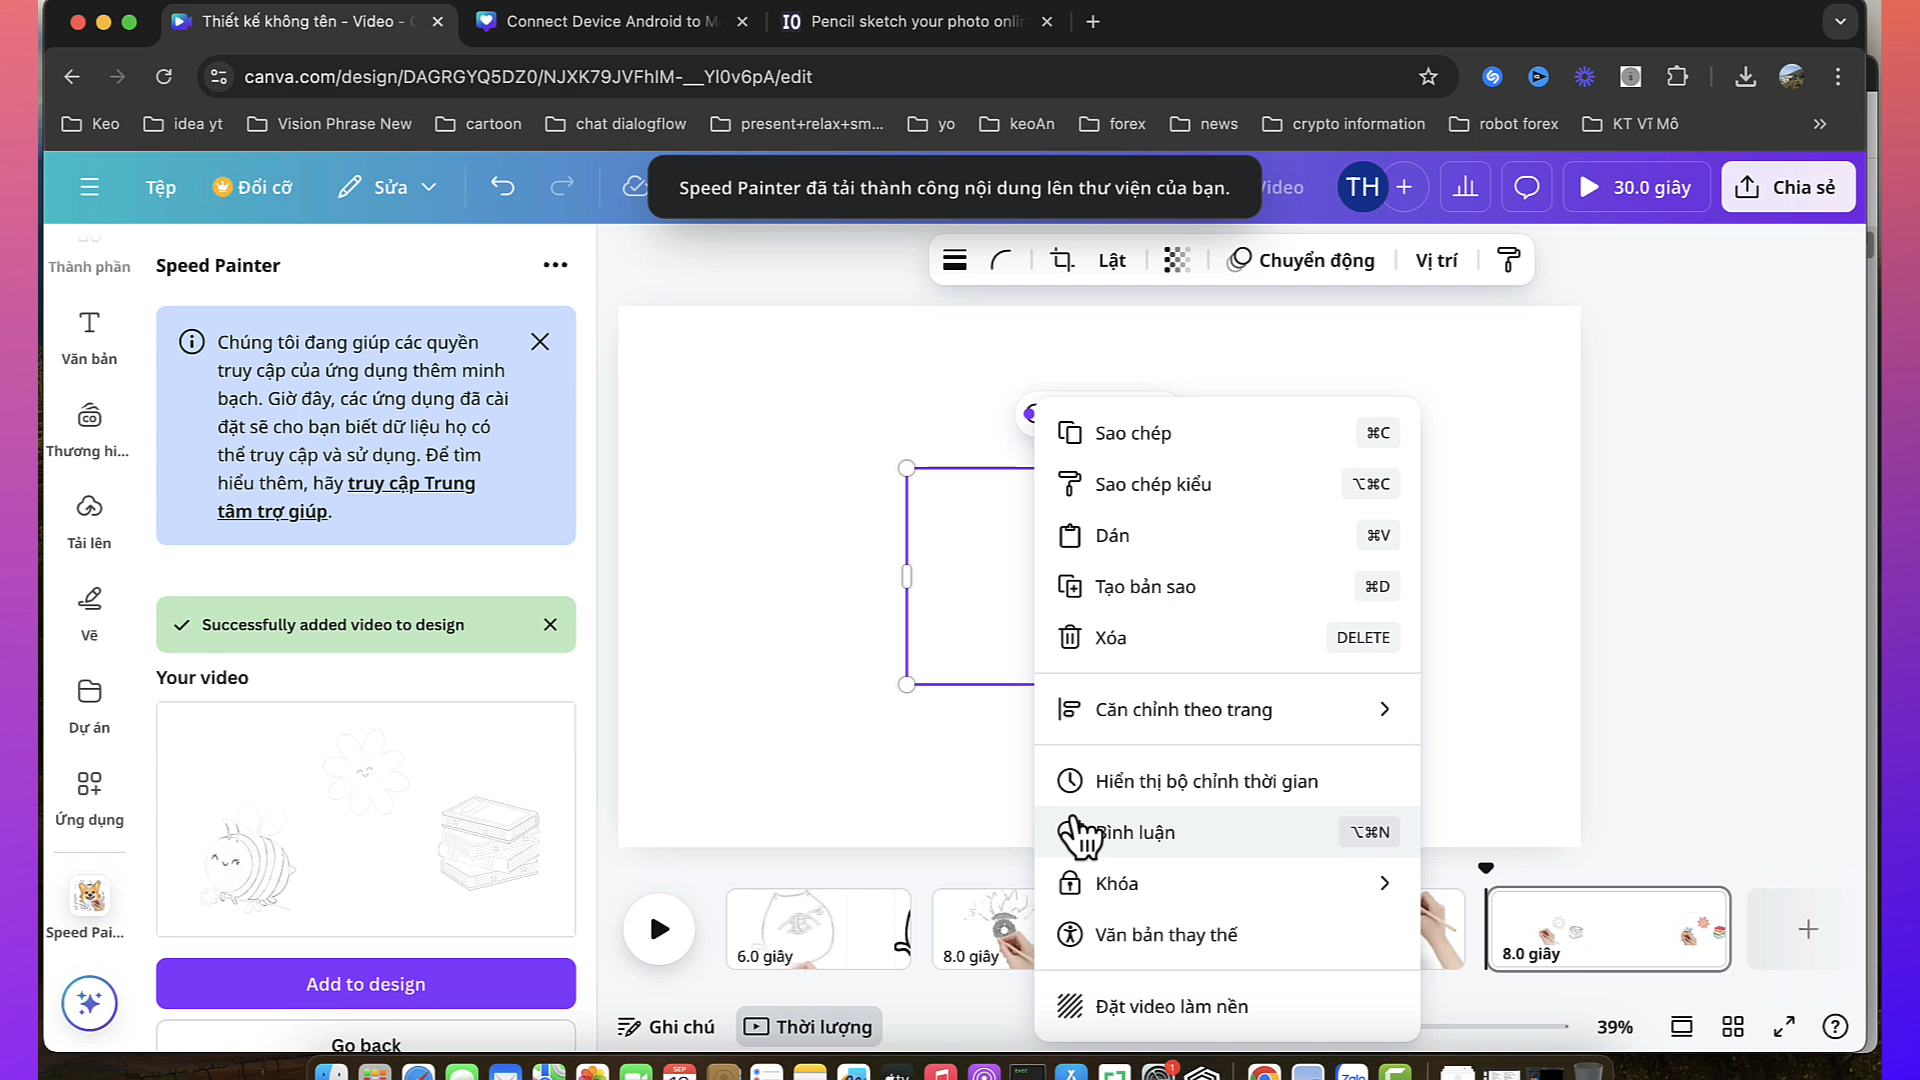 Thiết kế không tên - Video - C
Connect Device Android to M
Pencil sketch your photo onlin
canva.com/design/DAGRGYQ5DZ0/NJXK79JVFhIM-__YI0v6pA/edit
Keo
idea yt
Vision Phrase New
cartoon
chat dialogflow
present+relax+sm...
yo
keoAn
forex
news
crypto information
robot forex
KT Vĩ Mô
Tệp
Đổi cỡ
Sửa
Speed Painter đã tải thành công nội dung lên thư viện của bạn.
Video
TH
30.0 giây
Chia sẻ
Thành phần
Văn bản
Thương hi...
Tải lên
Vẽ
Dự án
Ứng dụng
Speed Pai...
Speed Painter
Chúng tôi đang giúp các quyền
truy cập của ứng dụng thêm minh
bạch. Giờ đây, các ứng dụng đã cài
đặt sẽ cho bạn biết dữ liệu họ có
thể truy cập và sử dụng. Để tìm
hiểu thêm, hãy truy cập Trung
tâm trợ giúp.
Successfully added video to design
Your video
Add to design
Go back
Lật
Chuyển động
Vị trí
Sao chép ⌘C
Sao chép kiểu ⌥⌘C
Dán ⌘V
Tạo bản sao ⌘D
Xóa DELETE
Căn chỉnh theo trang
Hiển thị bộ chỉnh thời gian
Bình luận ⌥⌘N
Khóa
Văn bản thay thế
Đặt video làm nền
6.0 giây
8.0 giây
8.0 giây
Ghi chú
Thời lượng
39%
SEP
1
Zalo